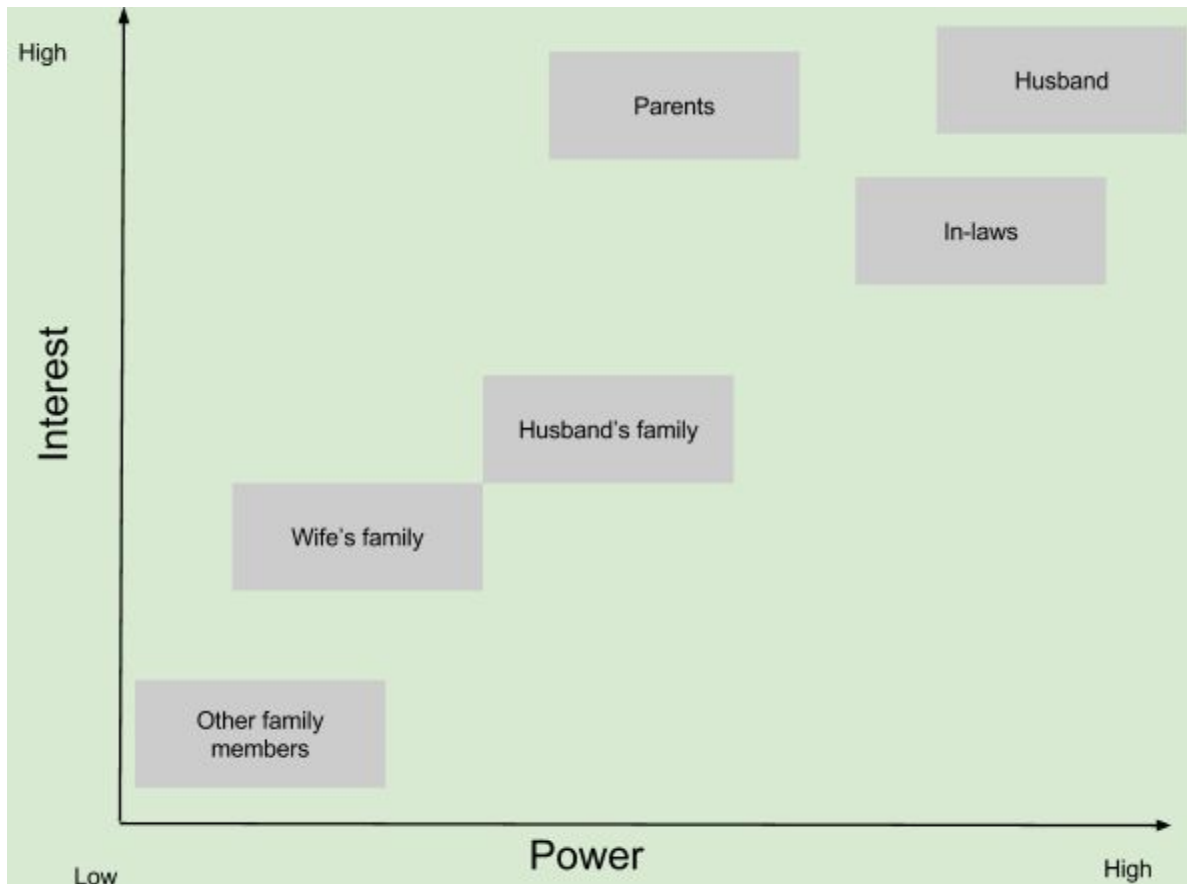 High
Husband
Parents
In-laws
Interest
Husband's family
Wife's family
Other family
members
Power
Low
High